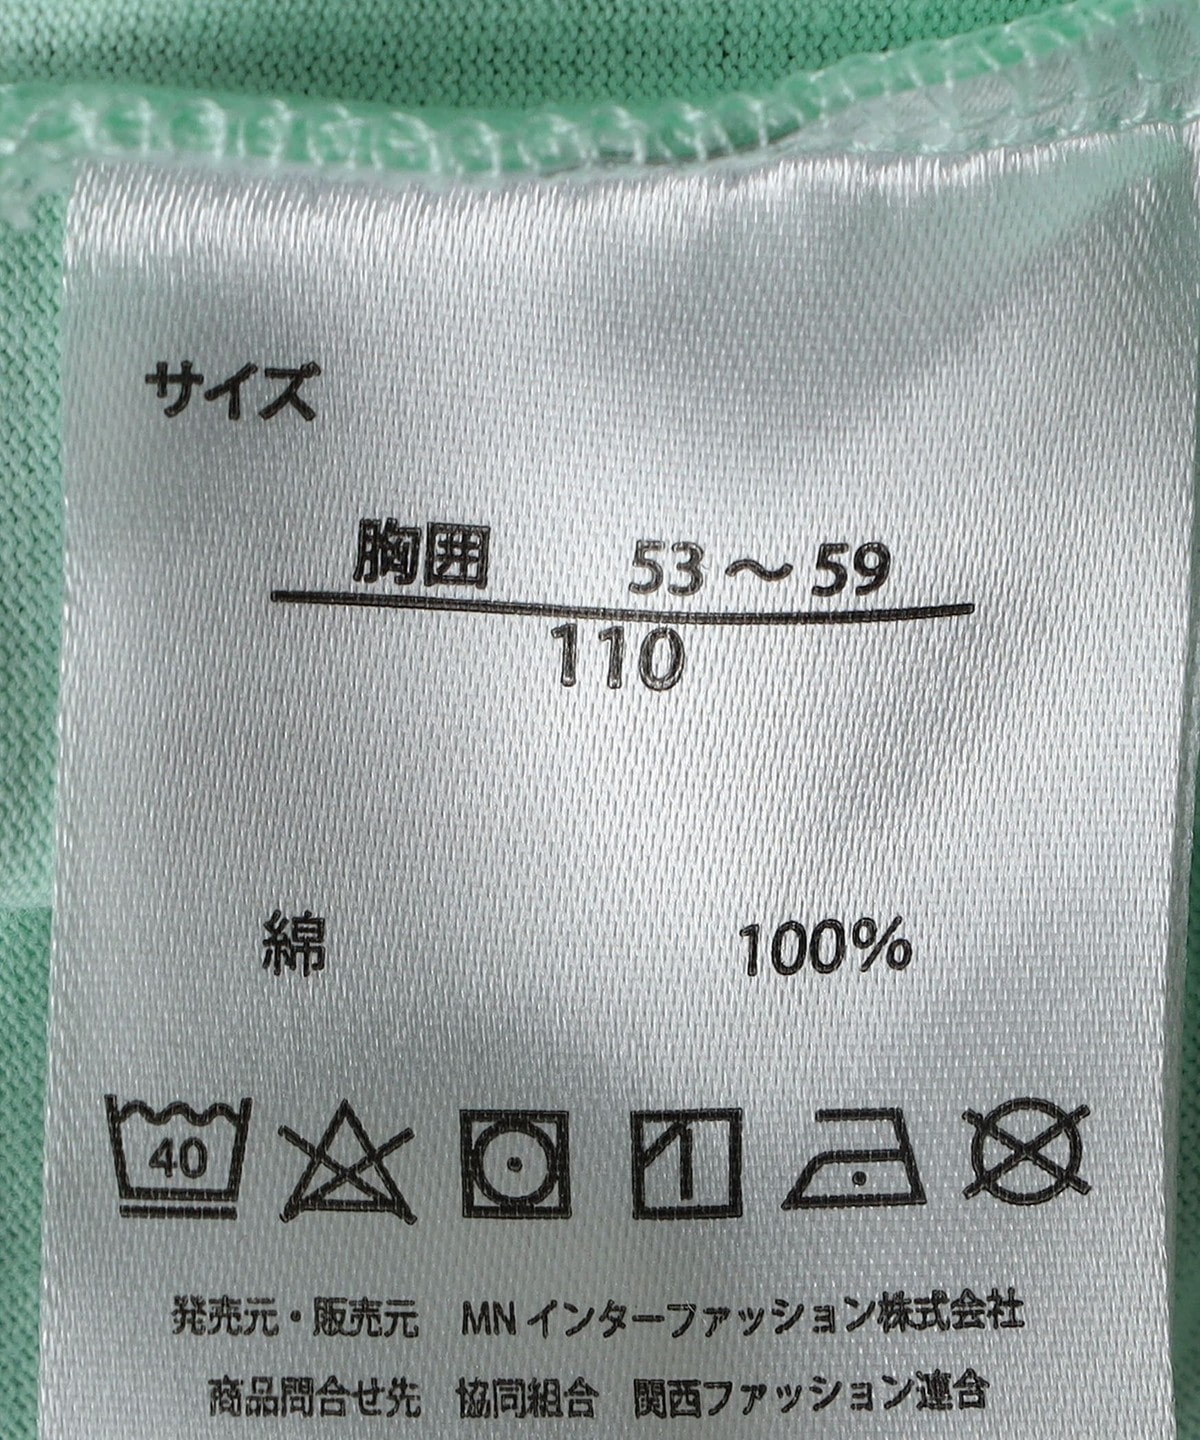 サイズ
胸囲 53～59
110
綿 100%
40
発売元・販売元 MNインターファッション株式会社
商品問合せ先 協同組合 関西ファッション連合